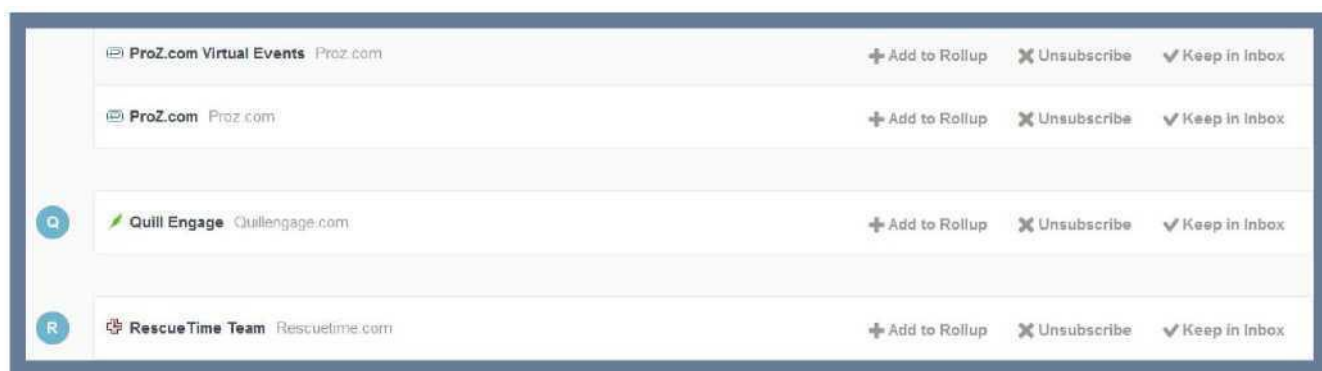 ProZ.com Virtual Events Proz.com Add to Rollup Unsubscribe Keep in Inbox
ProZ.com Proz.com Add to Rollup Unsubscribe Keep in Inbox
Q Quill Engage Quillengage.com Add to Rollup Unsubscribe Keep in Inbox
R RescueTime Team Rescuetime.com Add to Rollup Unsubscribe Keep in Inbox